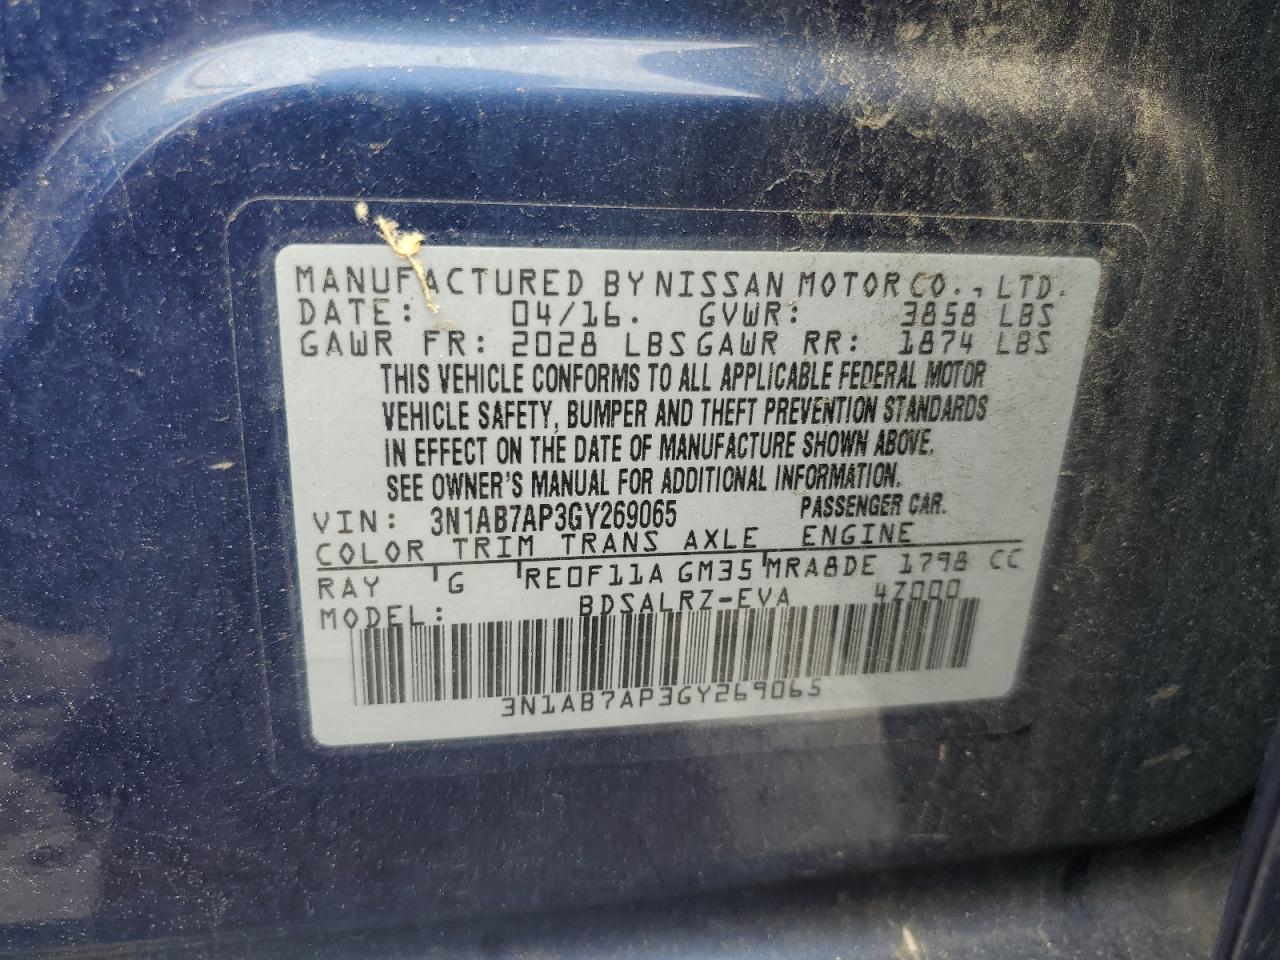 MANUFACTURED BY NISSAN MOTOR CO., LTD.
DATE: 04/16. GVWR: 3858 LBS
GAWR FR: 2028 LBS GAWR RR: 1874 LBS
THIS VEHICLE CONFORMS TO ALL APPLICABLE FEDERAL MOTOR
VEHICLE SAFETY, BUMPER AND THEFT PREVENTION STANDARDS
IN EFFECT ON THE DATE OF MANUFACTURE SHOWN ABOVE.
SEE OWNER'S MANUAL FOR ADDITIONAL INFORMATION.
VIN: 3N1AB7AP3GY269065 PASSENGER CAR.
COLOR TRIM TRANS AXLE ENGINE
RAY G RE0F11A GM35 MRA8DE 1798 CC
MODEL: BDSALRZ-EVA 4Z000
3N1AB7AP3GY269065